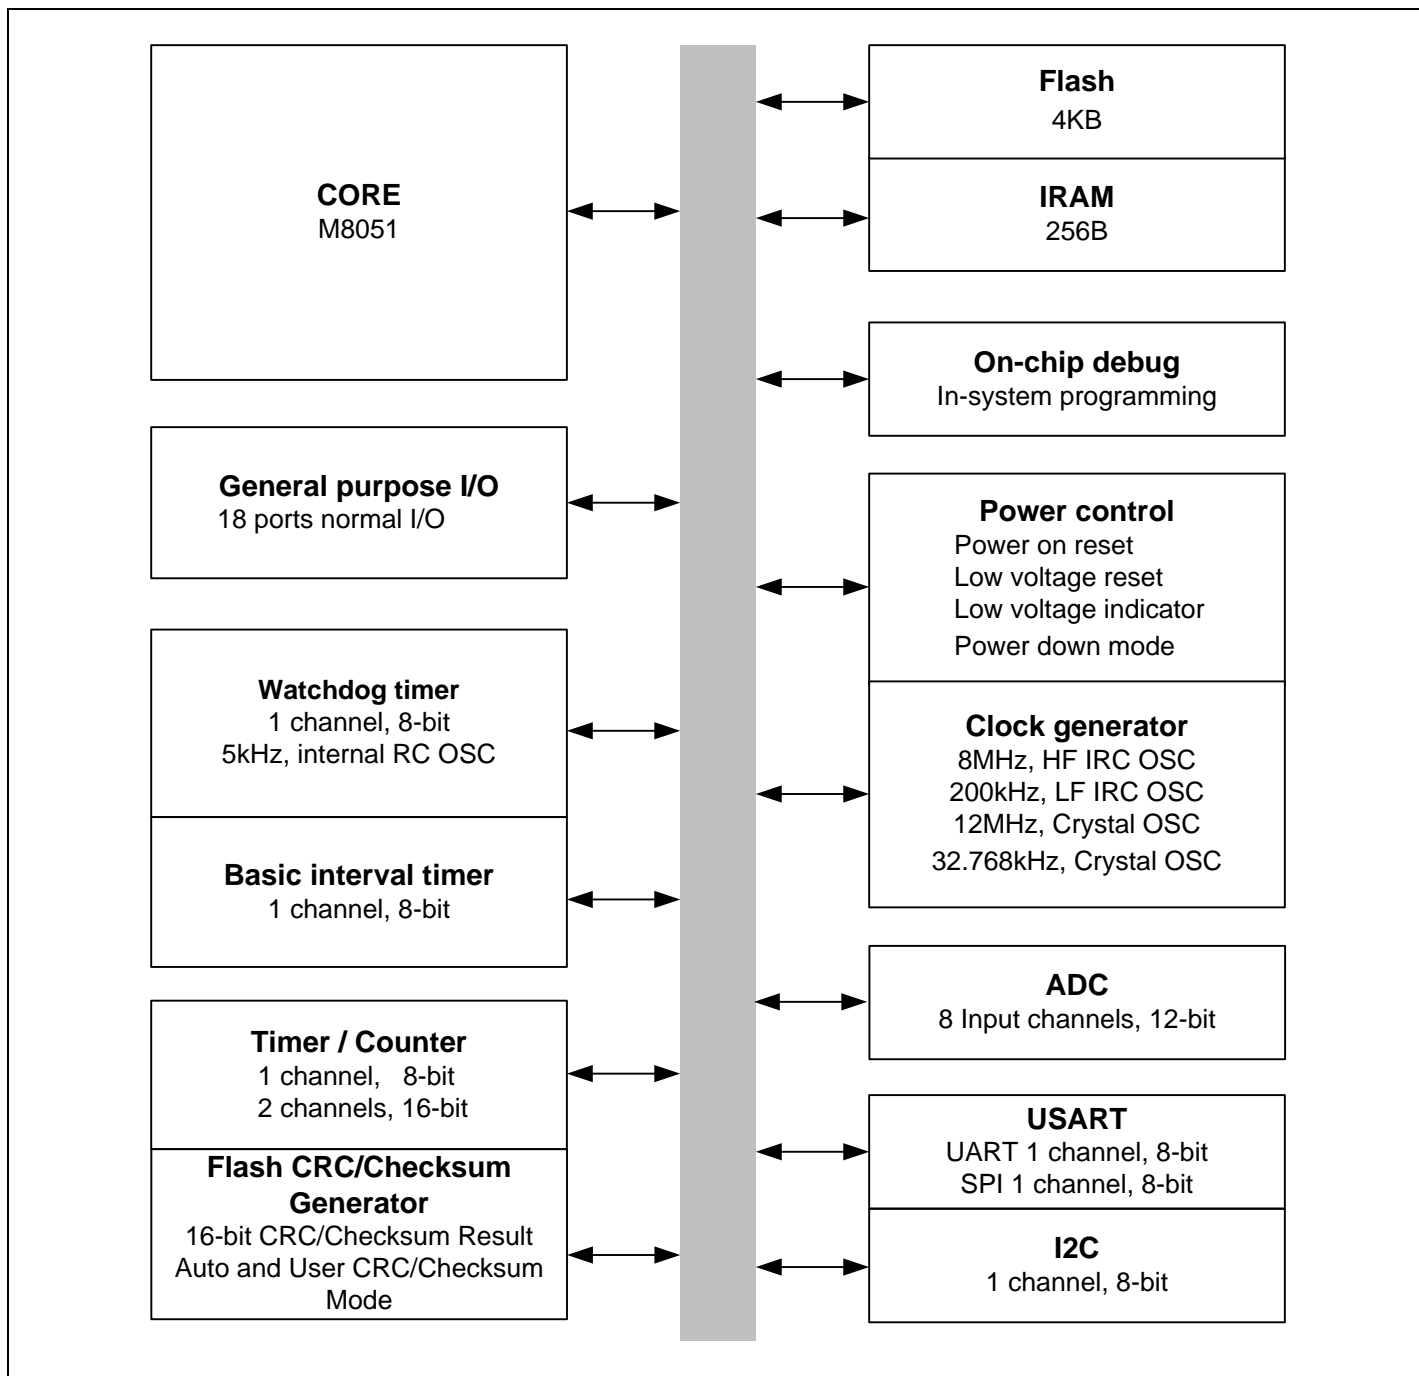 CORE
M8051
General purpose I/O
18 ports normal I/O
Watchdog timer
1 channel, 8-bit
5kHz, internal RC OSC
Basic interval timer
1 channel, 8-bit
Timer / Counter
1 channel, 8-bit
2 channels, 16-bit
Flash CRC/Checksum
Generator
16-bit CRC/Checksum Result
Auto and User CRC/Checksum
Mode
Flash
4KB
IRAM
256B
On-chip debug
In-system programming
Power control
Power on reset
Low voltage reset
Low voltage indicator
Power down mode
Clock generator
8MHz, HF IRC OSC
200kHz, LF IRC OSC
12MHz, Crystal OSC
32.768kHz, Crystal OSC
ADC
8 Input channels, 12-bit
USART
UART 1 channel, 8-bit
SPI 1 channel, 8-bit
I2C
1 channel, 8-bit